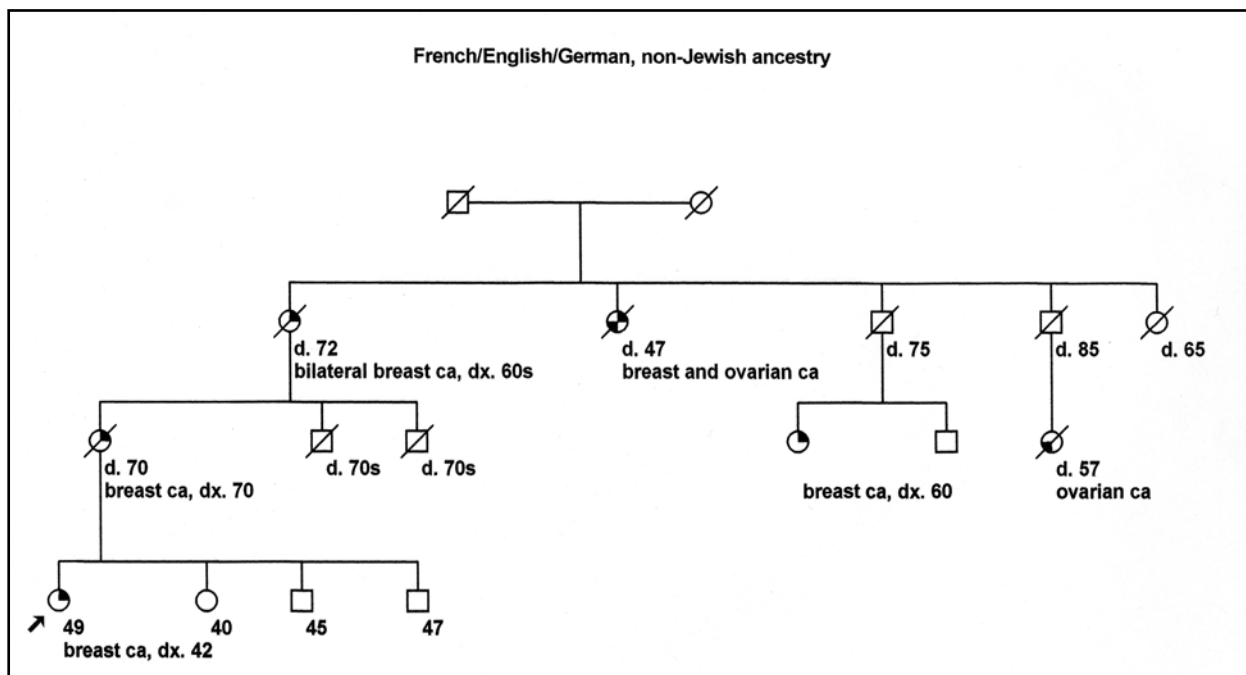 French/English/German, non-Jewish ancestry
d. 72
bilateral breast ca, dx. 60s
d. 47
breast and ovarian ca
d. 75
d. 85
d. 65
d. 70
breast ca, dx. 70
d. 70s
d. 70s
breast ca, dx. 60
d. 57
ovarian ca
49
breast ca, dx. 42
40
45
47